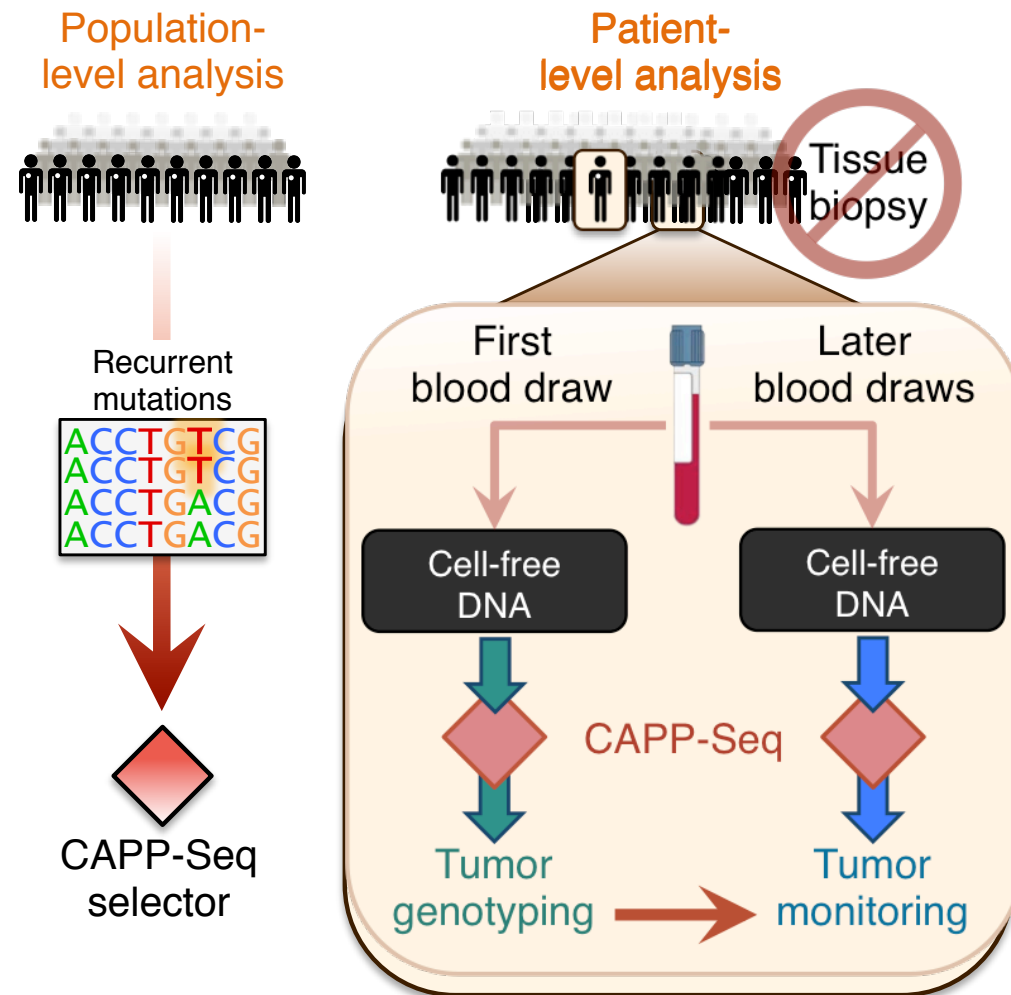 Population-
level analysis
Recurrent
mutations
ACCTGTCG
ACCTGTCG
ACCTGACG
ACCTGACG
CAPP-Seq
selector
Patient-
level analysis
Tissue
biopsy
First
blood draw
Later
blood draws
Cell-free
DNA
Cell-free
DNA
CAPP-Seq
Tumor
genotyping
Tumor
monitoring